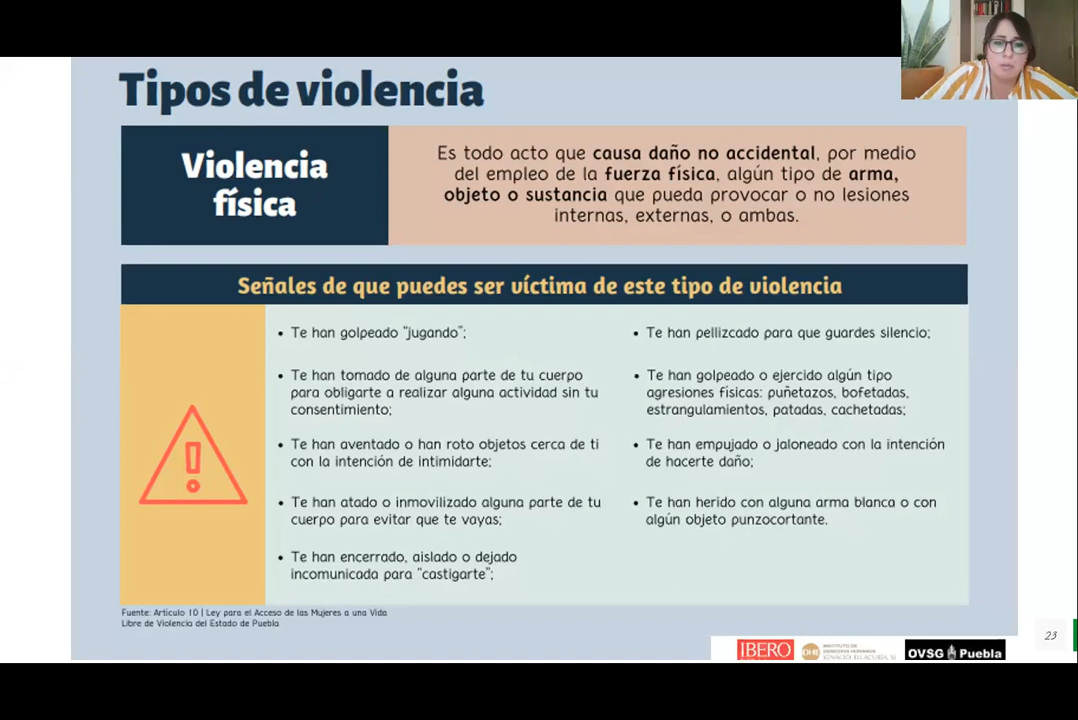 Tipos de violencia
Violencia
física
Es todo acto que causa daño no accidental, por medio
del empleo de la fuerza física, algún tipo de arma,
objeto o sustancia que pueda provocar o no lesiones
internas, externas, o ambas.
Señales de que puedes ser víctima de este tipo de violencia
• Te han golpeado "jugando";
• Te han tomado de alguna parte de tu cuerpo
para obligarte a realizar alguna actividad sin tu
consentimiento;
• Te han aventado o han roto objetos cerca de ti
con la intención de intimidarte;
• Te han atado o inmovilizado alguna parte de tu
cuerpo para evitar que te vayas;
• Te han encerrado, aislado o dejado
incomunicada para "castigarte";
• Te han pellizcado para que guardes silencio;
• Te han golpeado o ejercido algún tipo
agresiones físicas: puñetazos, bofetadas,
estrangulamientos, patadas, cachetadas;
• Te han empujado o jaloneado con la intención
de hacerte daño;
• Te han herido con alguna arma blanca o con
algún objeto punzocortante.
Fuente: Artículo 10 | Ley para el Acceso de las Mujeres a una Vida
Libre de Violencia del Estado de Puebla
23
IBERO
INSTITUTO DE
DERECHOS HUMANOS
IGNACIO ELLACURÍA, SJ
OVSG Puebla